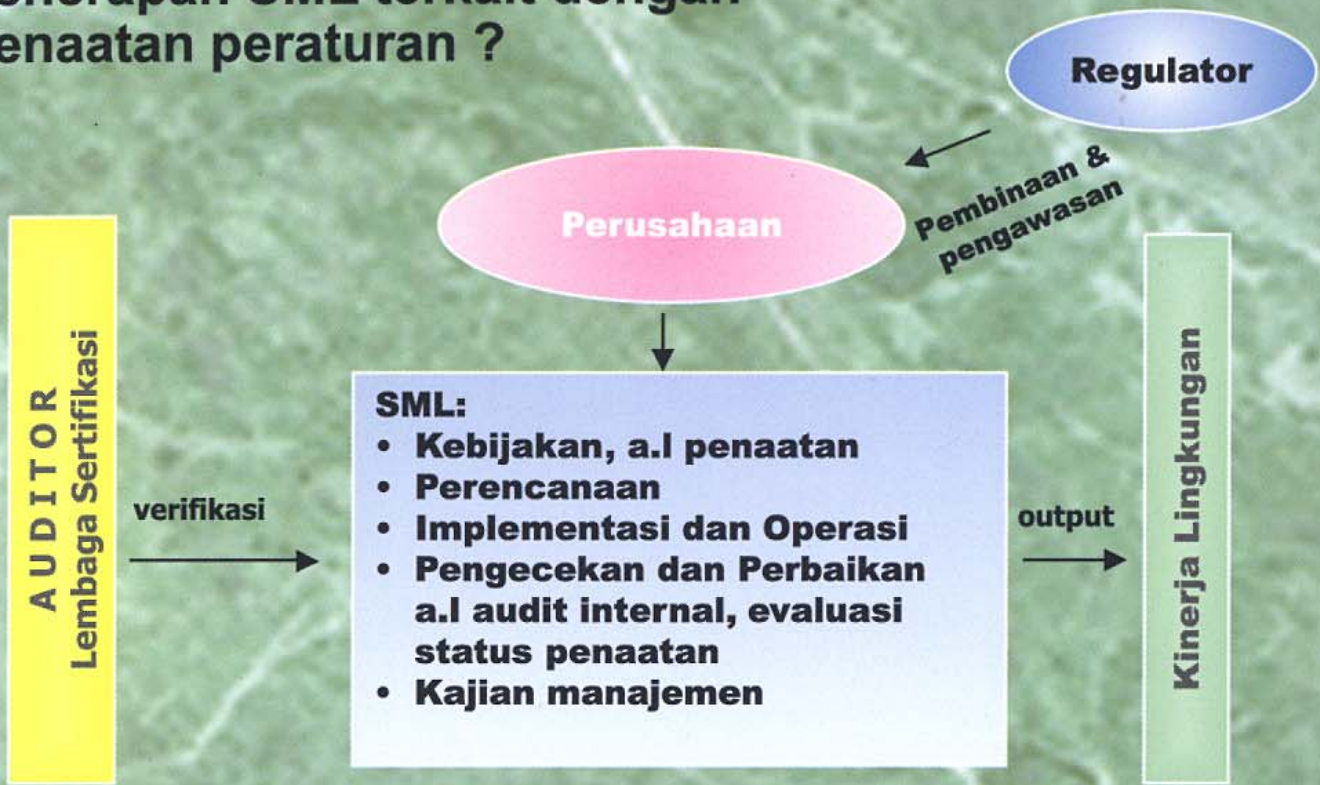 enaatan peraturan ?
Regulator
Perusahaan
Pembinaan &
pengawasan
AUDITOR
Lembaga Sertifikasi
verifikasi
SML:
• Kebijakan, a.l penaatan
• Perencanaan
• Implementasi dan Operasi
• Pengecekan dan Perbaikan
a.l audit internal, evaluasi
status penaatan
• Kajian manajemen
output
Kinerja Lingkungan